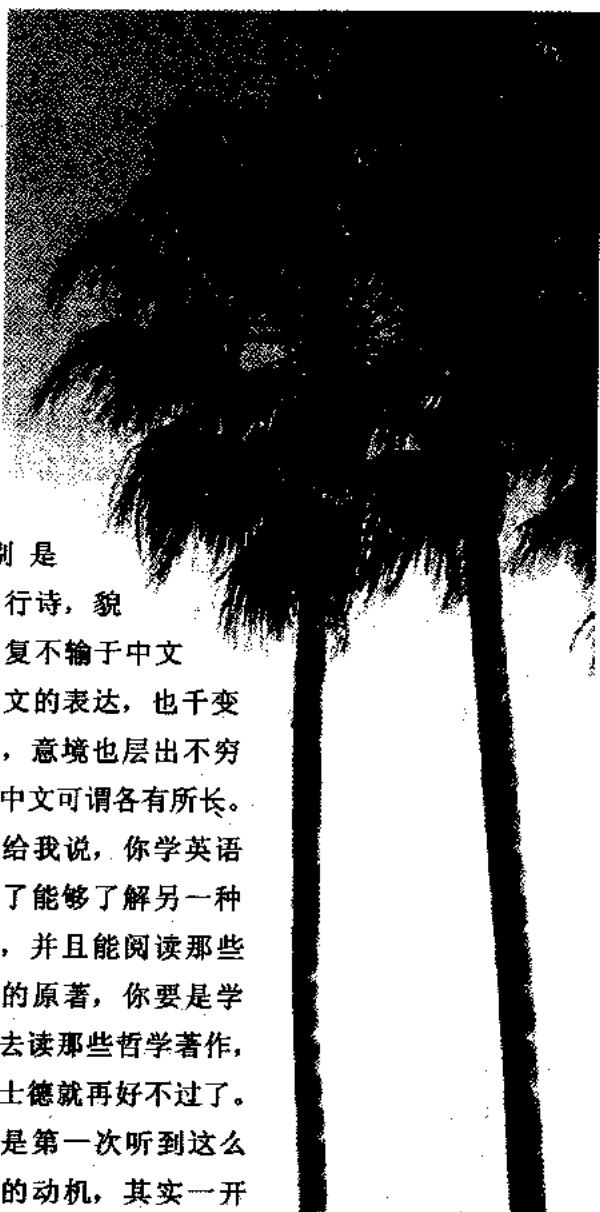 别是
行诗，貌
复不输于中文
文的表达，也千变
，意境也层出不穷
中文可谓各有所长。
给我说，你学英语
了能够了解另一种
，并且能阅读那些
的原著，你要是学
去读那些哲学著作，
士德就再好不过了。
是第一次听到这么
的动机，其实一开